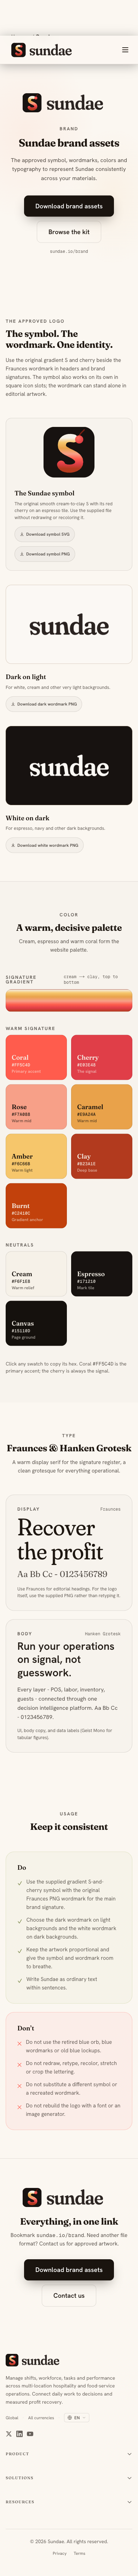 sundae
sundae
BRAND
Sundae brand assets
The approved symbol, wordmarks, colors and
typography to represent Sundae consistently
across your materials.
Download brand assets
Browse the kit
sundae.io/brand
THE APPROVED LOGO
The symbol. The
wordmark. One identity.
Use the original gradient S and cherry beside the
Fraunces wordmark in headers and brand
signatures. The symbol also works on its own in
square icon slots; the wordmark can stand alone in
editorial artwork.
The Sundae symbol
The original smooth cream-to-clay S with its red
cherry on an espresso tile. Use the supplied file
without redrawing or recoloring it.
Download symbol SVG
Download symbol PNG
sundae
Dark on light
For white, cream and other very light backgrounds.
Download dark wordmark PNG
sundae
White on dark
For espresso, navy and other dark backgrounds.
Download white wordmark PNG
COLOR
A warm, decisive palette
Cream, espresso and warm coral form the
website palette.
SIGNATURE
GRADIENT
cream → clay, top to
bottom
WARM SIGNATURE
Coral
#FF5C4D
Primary accent
Cherry
The signal
Rose
Warm mid
Caramel
Warm mid
Amber
Warm light
Clay
Deep base
Burnt
Gradient anchor
NEUTRALS
Cream
Warm relief
Espresso
#171210
Mark tile
Canvas
Page ground
Click any swatch to copy its hex. Coral #FF5C4D is the
primary accent; the cherry is always the signal.
TYPE
Fraunces & Hanken Grotesk
A warm display serif for the signature register, a
clean grotesque for everything operational.
DISPLAY
Fraunces
Recover
the profit
Aa Bb Cc · 0123456789
Use Fraunces for editorial headings. For the logo
itself, use the supplied PNG rather than retyping it.
BODY
Hanken Grotesk
Run your operations
on signal, not
guesswork.
Every layer - POS, labor, inventory,
guests - connected through one
decision intelligence platform. Aa Bb Cc
· 0123456789.
UI, body copy, and data labels (Geist Mono for
tabular figures).
USAGE
Keep it consistent
Do
Use the supplied gradient S-and-
cherry symbol with the original
Fraunces PNG wordmark for the main
brand signature.
Choose the dark wordmark on light
backgrounds and the white wordmark
on dark backgrounds.
Keep the artwork proportional and
give the symbol and wordmark room
to breathe.
Write Sundae as ordinary text
within sentences.
Don't
Do not use the retired blue orb, blue
wordmarks or old blue lockups.
Do not redraw, retype, recolor, stretch
or crop the lettering.
Do not substitute a different symbol or
a recreated wordmark.
Do not rebuild the logo with a font or an
image generator.
sundae
Everything, in one link
Bookmark sundae.io/brand. Need another file
format? Contact us for approved artwork.
Download brand assets
Contact us
sundae
Manage shifts, workforce, tasks and performance
across multi-location hospitality and food-service
operations. Connect daily work to decisions and
measured profit recovery.
Global
All currencies
EN
PRODUCT
SOLUTIONS
RESOURCES
© 2026 Sundae. All rights reserved.
Privacy
Terms